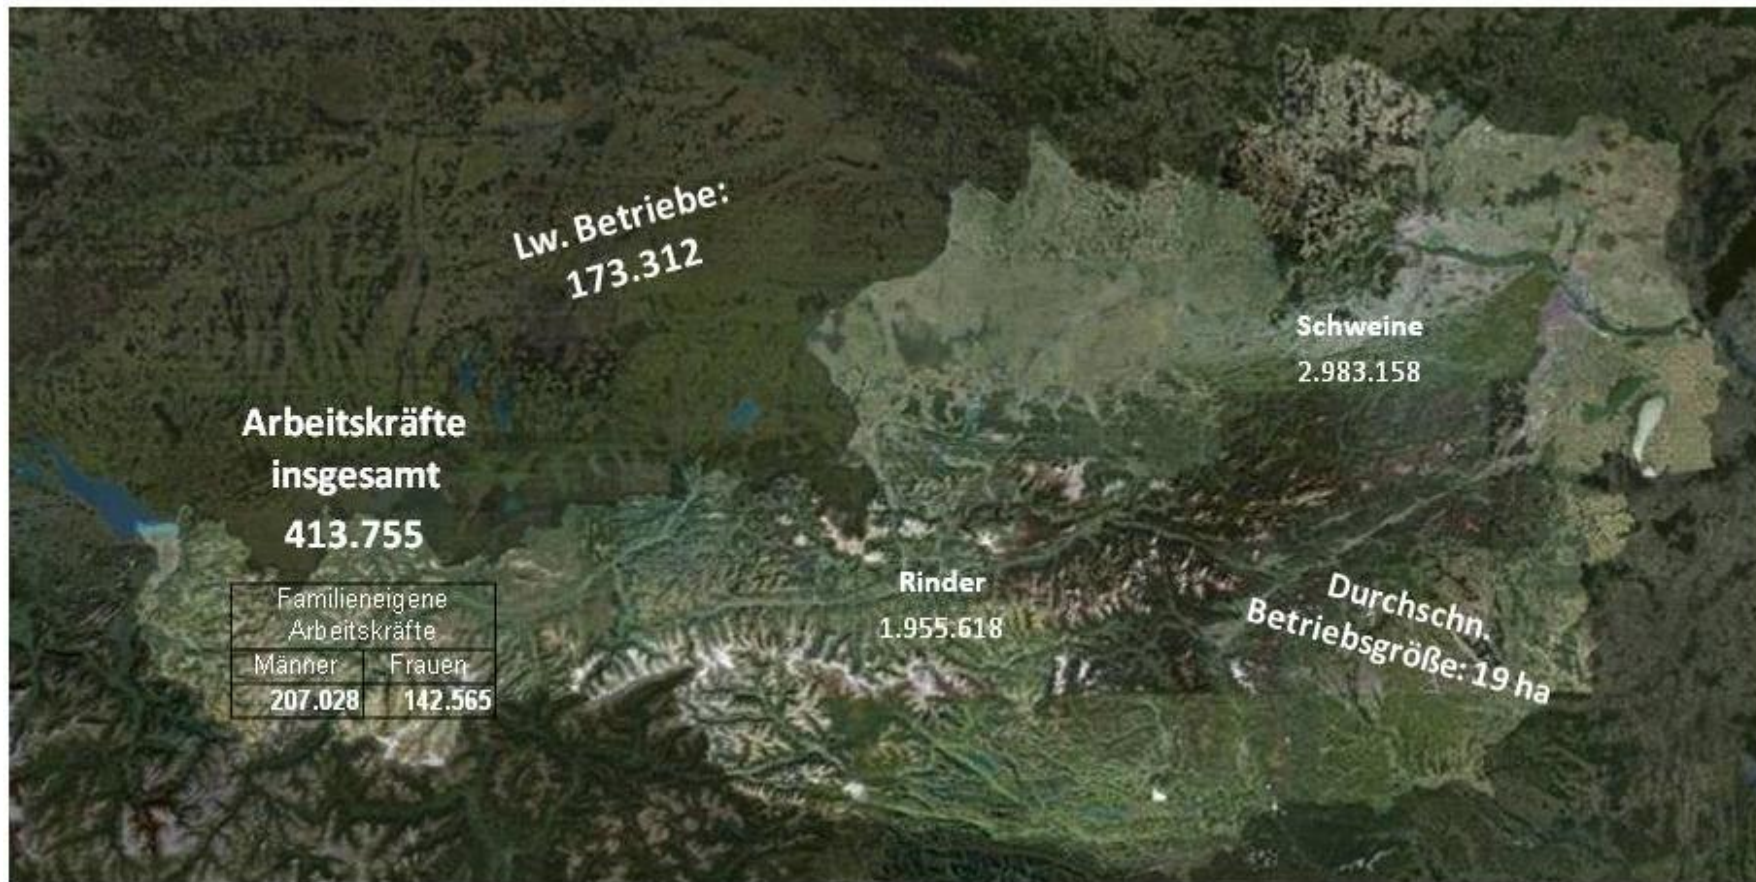 Lw. Betriebe:
173.312
Schweine
2.983.158
Arbeitskräfte
insgesamt
413.755
Familieneigene
Arbeitskräfte
Männer Frauen
207.028 142.565
Rinder
1.955.618
Durchschn.
Betriebsgröße: 19 ha